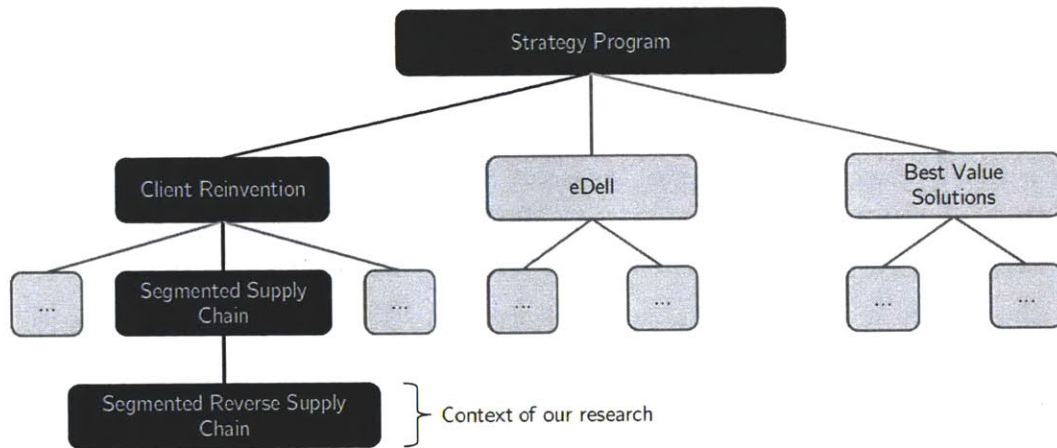 Strategy Program
Client Reinvention
eDell
Best Value
Solutions
...
Segmented Supply
Chain
...
...
...
...
...
Segmented Reverse Supply
Chain
Context of our research